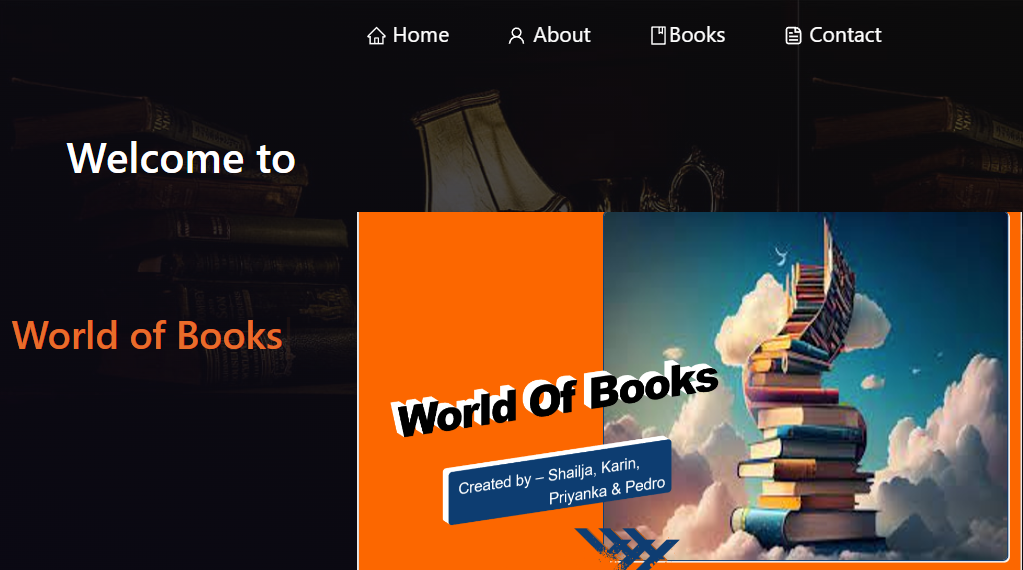 Home About Books Contact
Welcome to
World of Books
World Of Books
Created by – Shailja, Karin,
Priyanka & Pedro